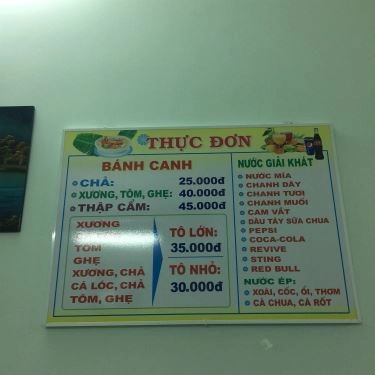 THỰC ĐƠN
BÁNH CANH
CHẢ: 25.000đ
XƯƠNG, TÔM, GHẸ: 40.000đ
THẬP CẨM: 45.000đ
XƯƠNG
TÔM
GHẸ
XƯƠNG, CHẢ
CÁ LÓC, CHẢ
TÔM, GHẸ
TÔ LỚN:
35.000đ
TÔ NHỎ:
30.000đ
NƯỚC GIẢI KHÁT
NƯỚC MÍA
CHANH DÂY
CHANH TƯƠI
CHANH MUỐI
CAM VẮT
DÂU TÂY SỮA CHUA
PEPSI
COCA-COLA
REVIVE
STING
RED BULL
NƯỚC ÉP:
XOÀI, CỐC, ỔI, THƠM
CÀ CHUA, CÀ RỐT